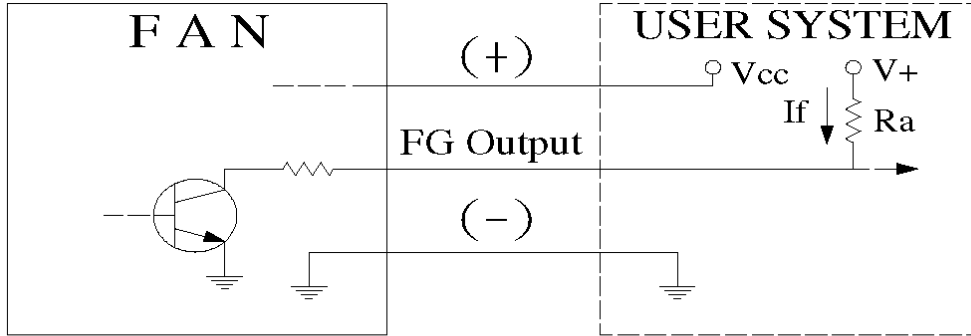 F A N
USER SYSTEM
(+)
Vcc
V+
If
Ra
FG Output
(-)